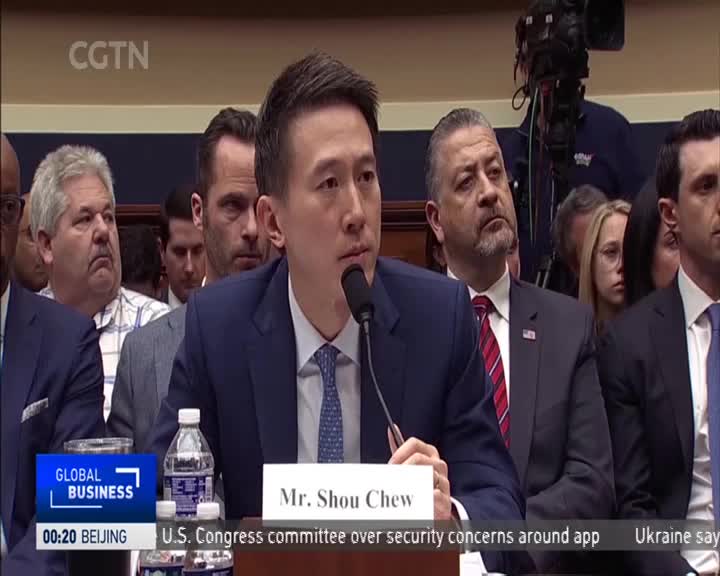 CGTN
Mr. Shou Chew
GLOBAL
BUSINESS
00:20 BEIJING
U.S. Congress committee over security concerns around app Ukraine say